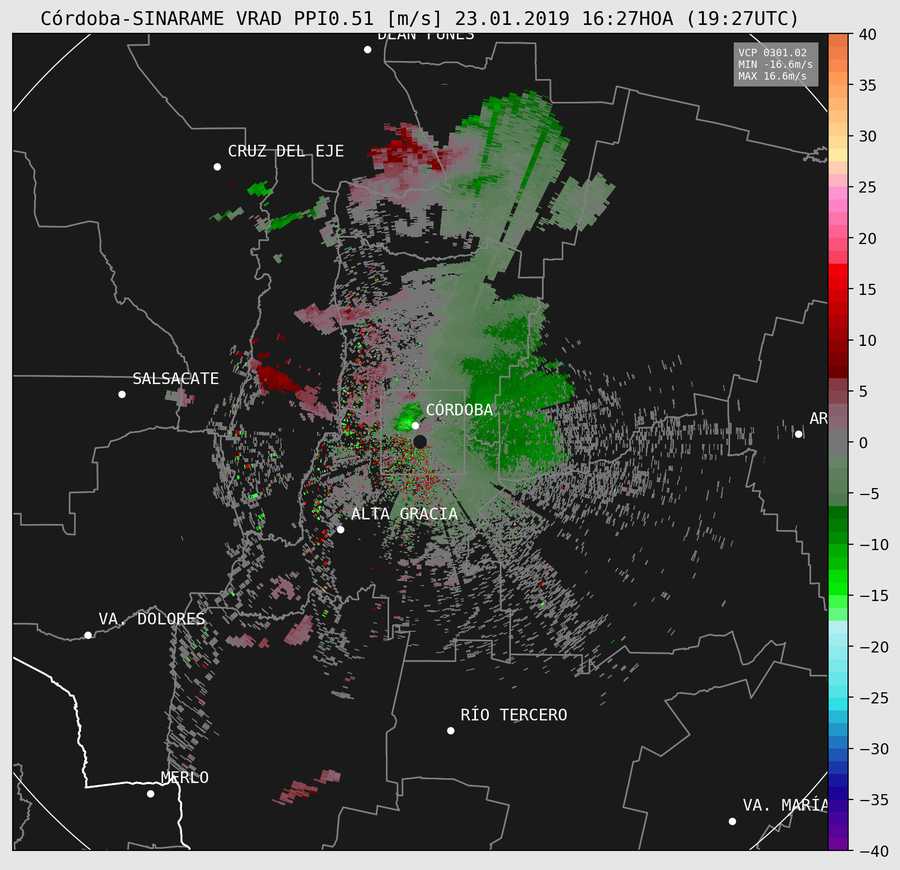 Córdoba-SINARAME VRAD PPI0.51 [m/s] 23.01.2019 16:27HOA (19:27UTC)
DEÁN FUNES
VCP 0301.02
MIN -16.6m/s
MAX 16.6m/s
CRUZ DEL EJE
SALSACATE
CÓRDOBA
AR
ALTA GRACIA
VA. DOLORES
RÍO TERCERO
MERLO
VA. MARÍA
40
35
30
25
20
15
10
5
0
−5
−10
−15
−20
−25
−30
−35
−40